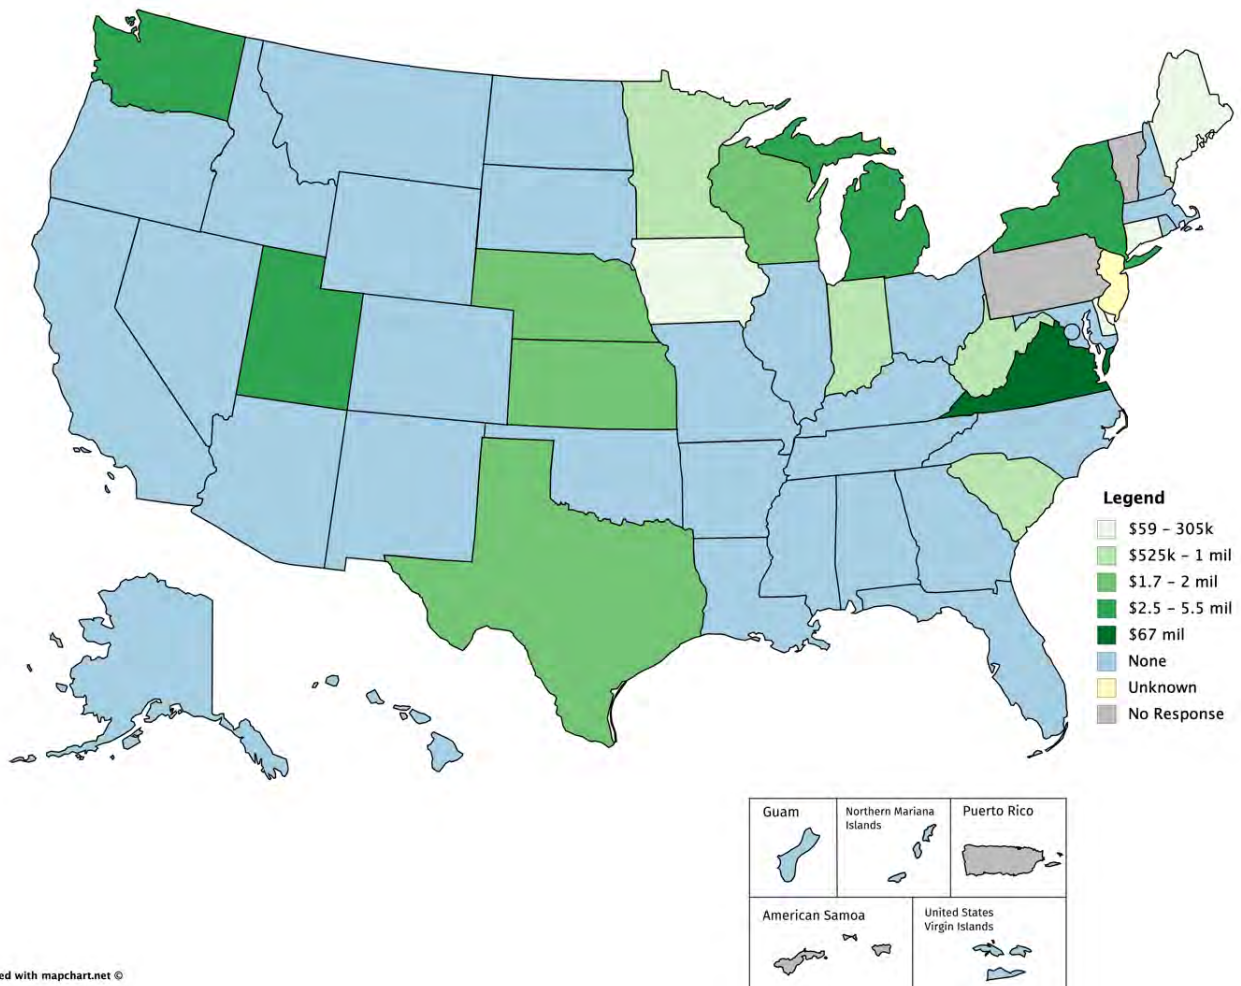 Legend
$59 – 305k
$525k – 1 mil
$1.7 – 2 mil
$2.5 – 5.5 mil
$67 mil
None
Unknown
No Response
Guam
Northern Mariana
Islands
Puerto Rico
American Samoa
United States
Virgin Islands
ed with mapchart.net ©